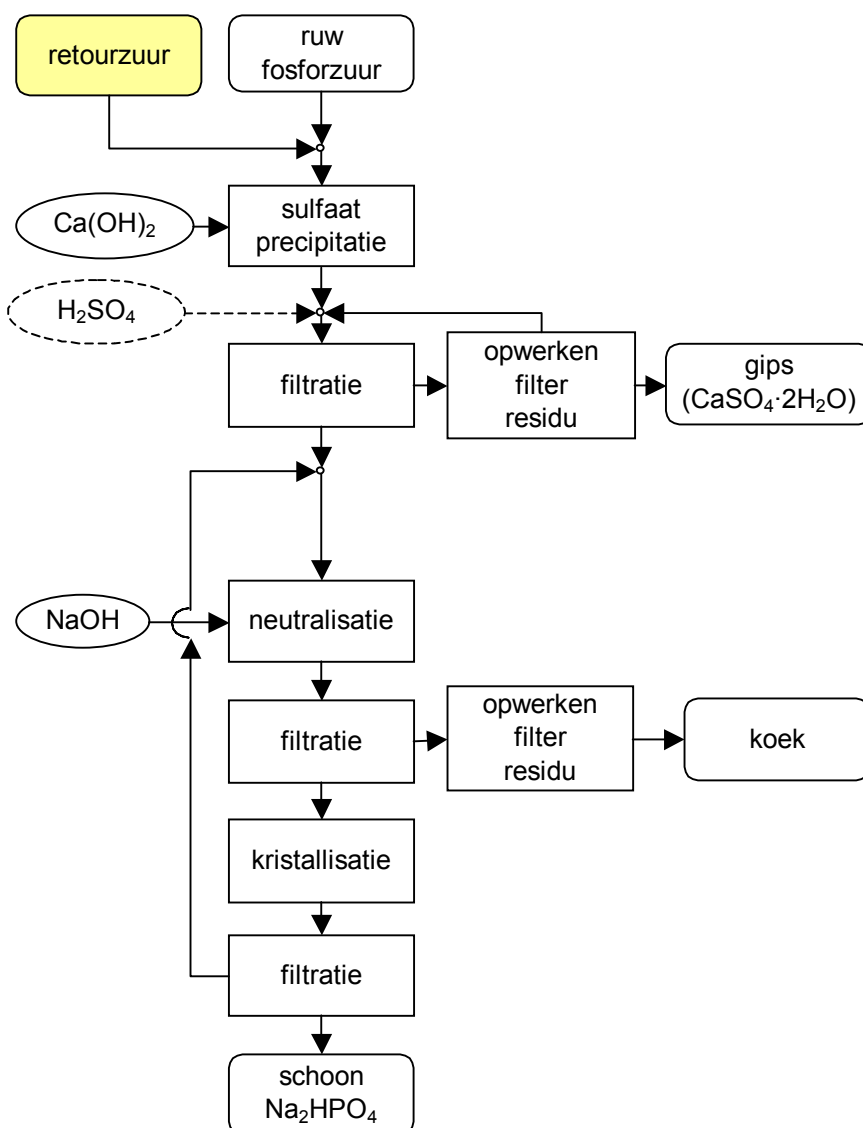 retourzuur
ruw
fosforzuur
Ca(OH)₂
sulfaat
precipitatie
H₂SO₄
filtratie
opwerken
filter
residu
gips
(CaSO₄·2H₂O)
NaOH
neutralisatie
filtratie
opwerken
filter
residu
koek
kristallisatie
filtratie
schoon
Na₂HPO₄